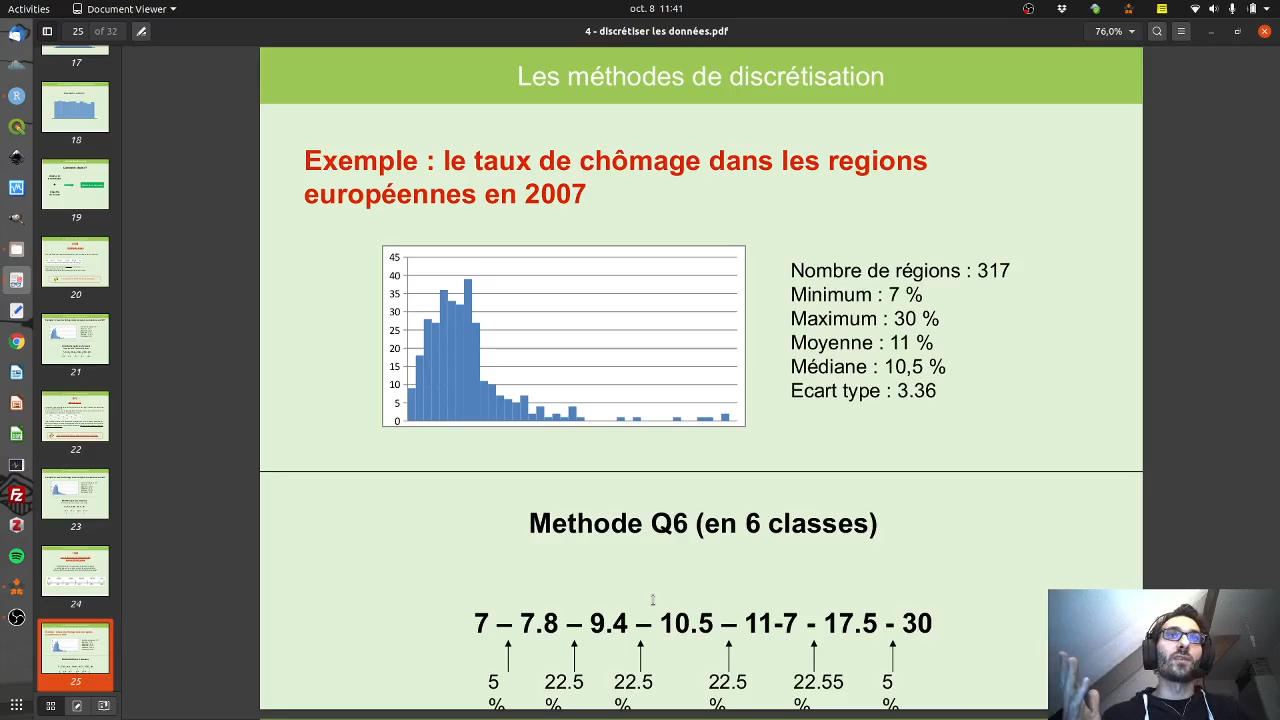 Activities
Document Viewer
oct. 8 11:41
25 of 32
4 - discrétiser les données.pdf
76,0%
17
18
19
20
21
22
23
24
25
Les méthodes de discrétisation
Exemple : le taux de chômage dans les regions
européennes en 2007
45
40
35
30
25
20
15
10
5
0
Nombre de régions : 317
Minimum : 7 %
Maximum : 30 %
Moyenne : 11 %
Médiane : 10,5 %
Ecart type : 3.36
Methode Q6 (en 6 classes)
7 – 7.8 – 9.4 – 10.5 – 11-7 - 17.5 - 30
5 22.5 22.5 22.5 22.55 5
% % % % % %